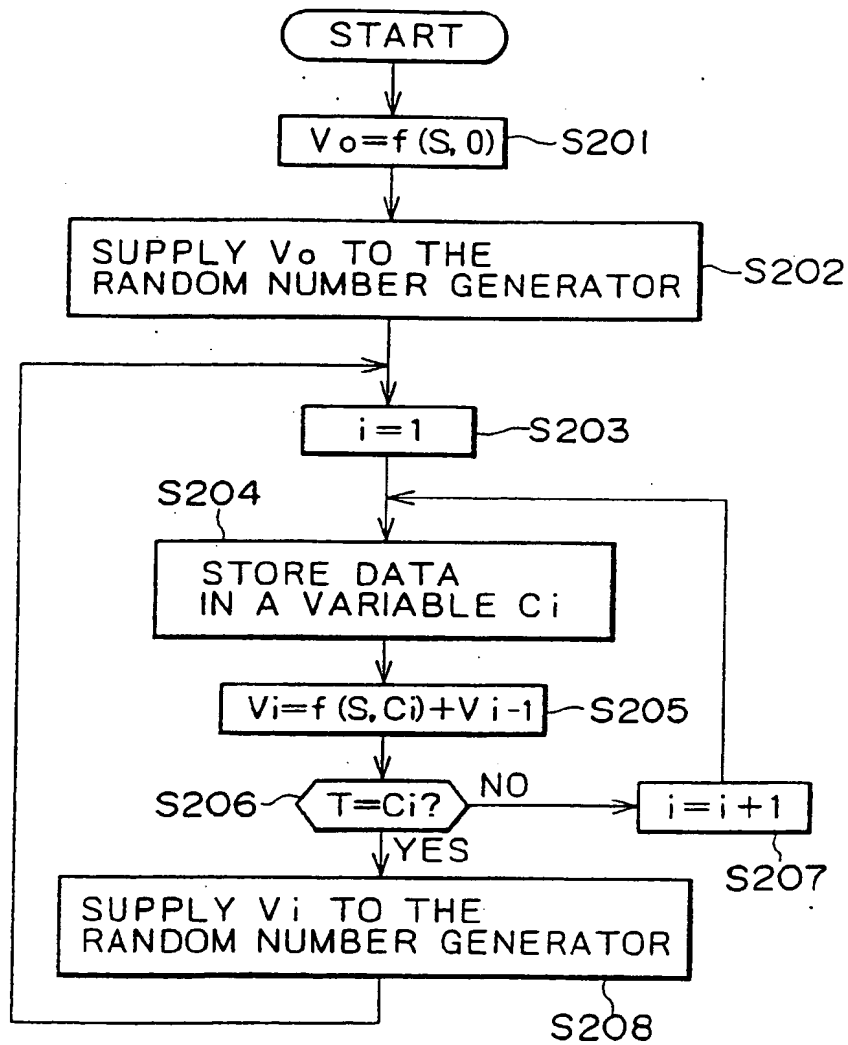 START
Vo=f(S,0)
S201
SUPPLY Vo TO THE
RANDOM NUMBER GENERATOR
S202
i=1
S203
S204
STORE DATA
IN A VARIABLE Ci
Vi=f(S,Ci)+Vi-1
S205
S206
T=Ci?
NO
i=i+1
S207
YES
SUPPLY Vi TO THE
RANDOM NUMBER GENERATOR
S208